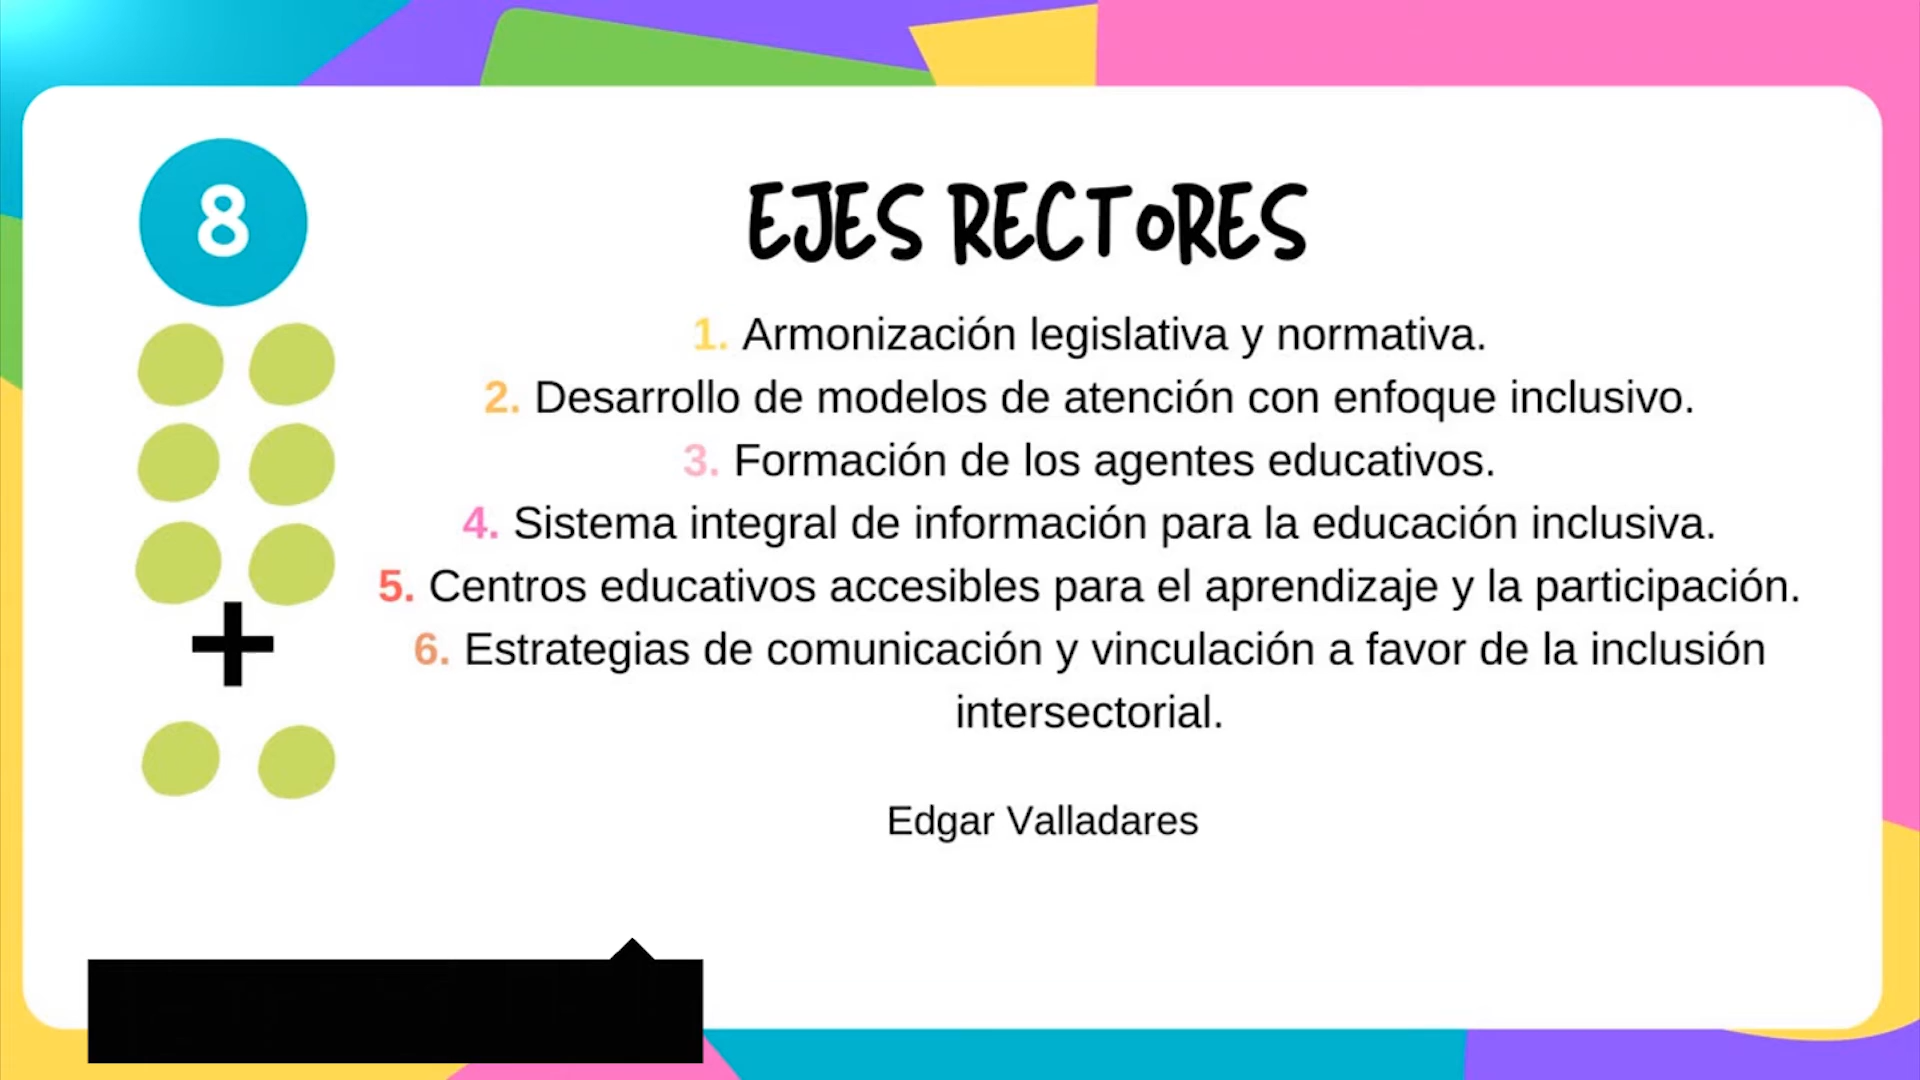 8
EJES RECTORES
1. Armonización legislativa y normativa.
2. Desarrollo de modelos de atención con enfoque inclusivo.
3. Formación de los agentes educativos.
4. Sistema integral de información para la educación inclusiva.
5. Centros educativos accesibles para el aprendizaje y la participación.
6. Estrategias de comunicación y vinculación a favor de la inclusión
intersectorial.
+
Edgar Valladares